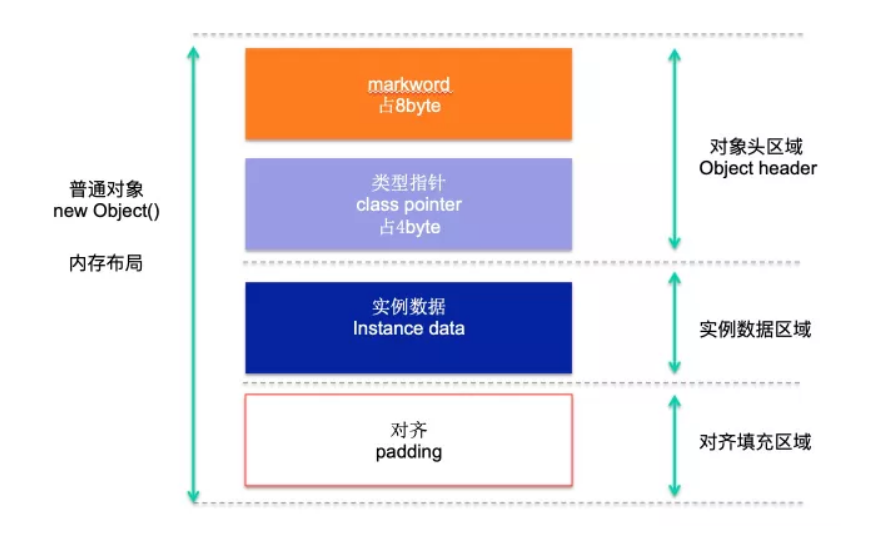 普通对象
new Object()
内存布局
markword
占8byte
类型指针
class pointer
占4byte
实例数据
Instance data
对齐
padding
对象头区域
Object header
实例数据区域
对齐填充区域